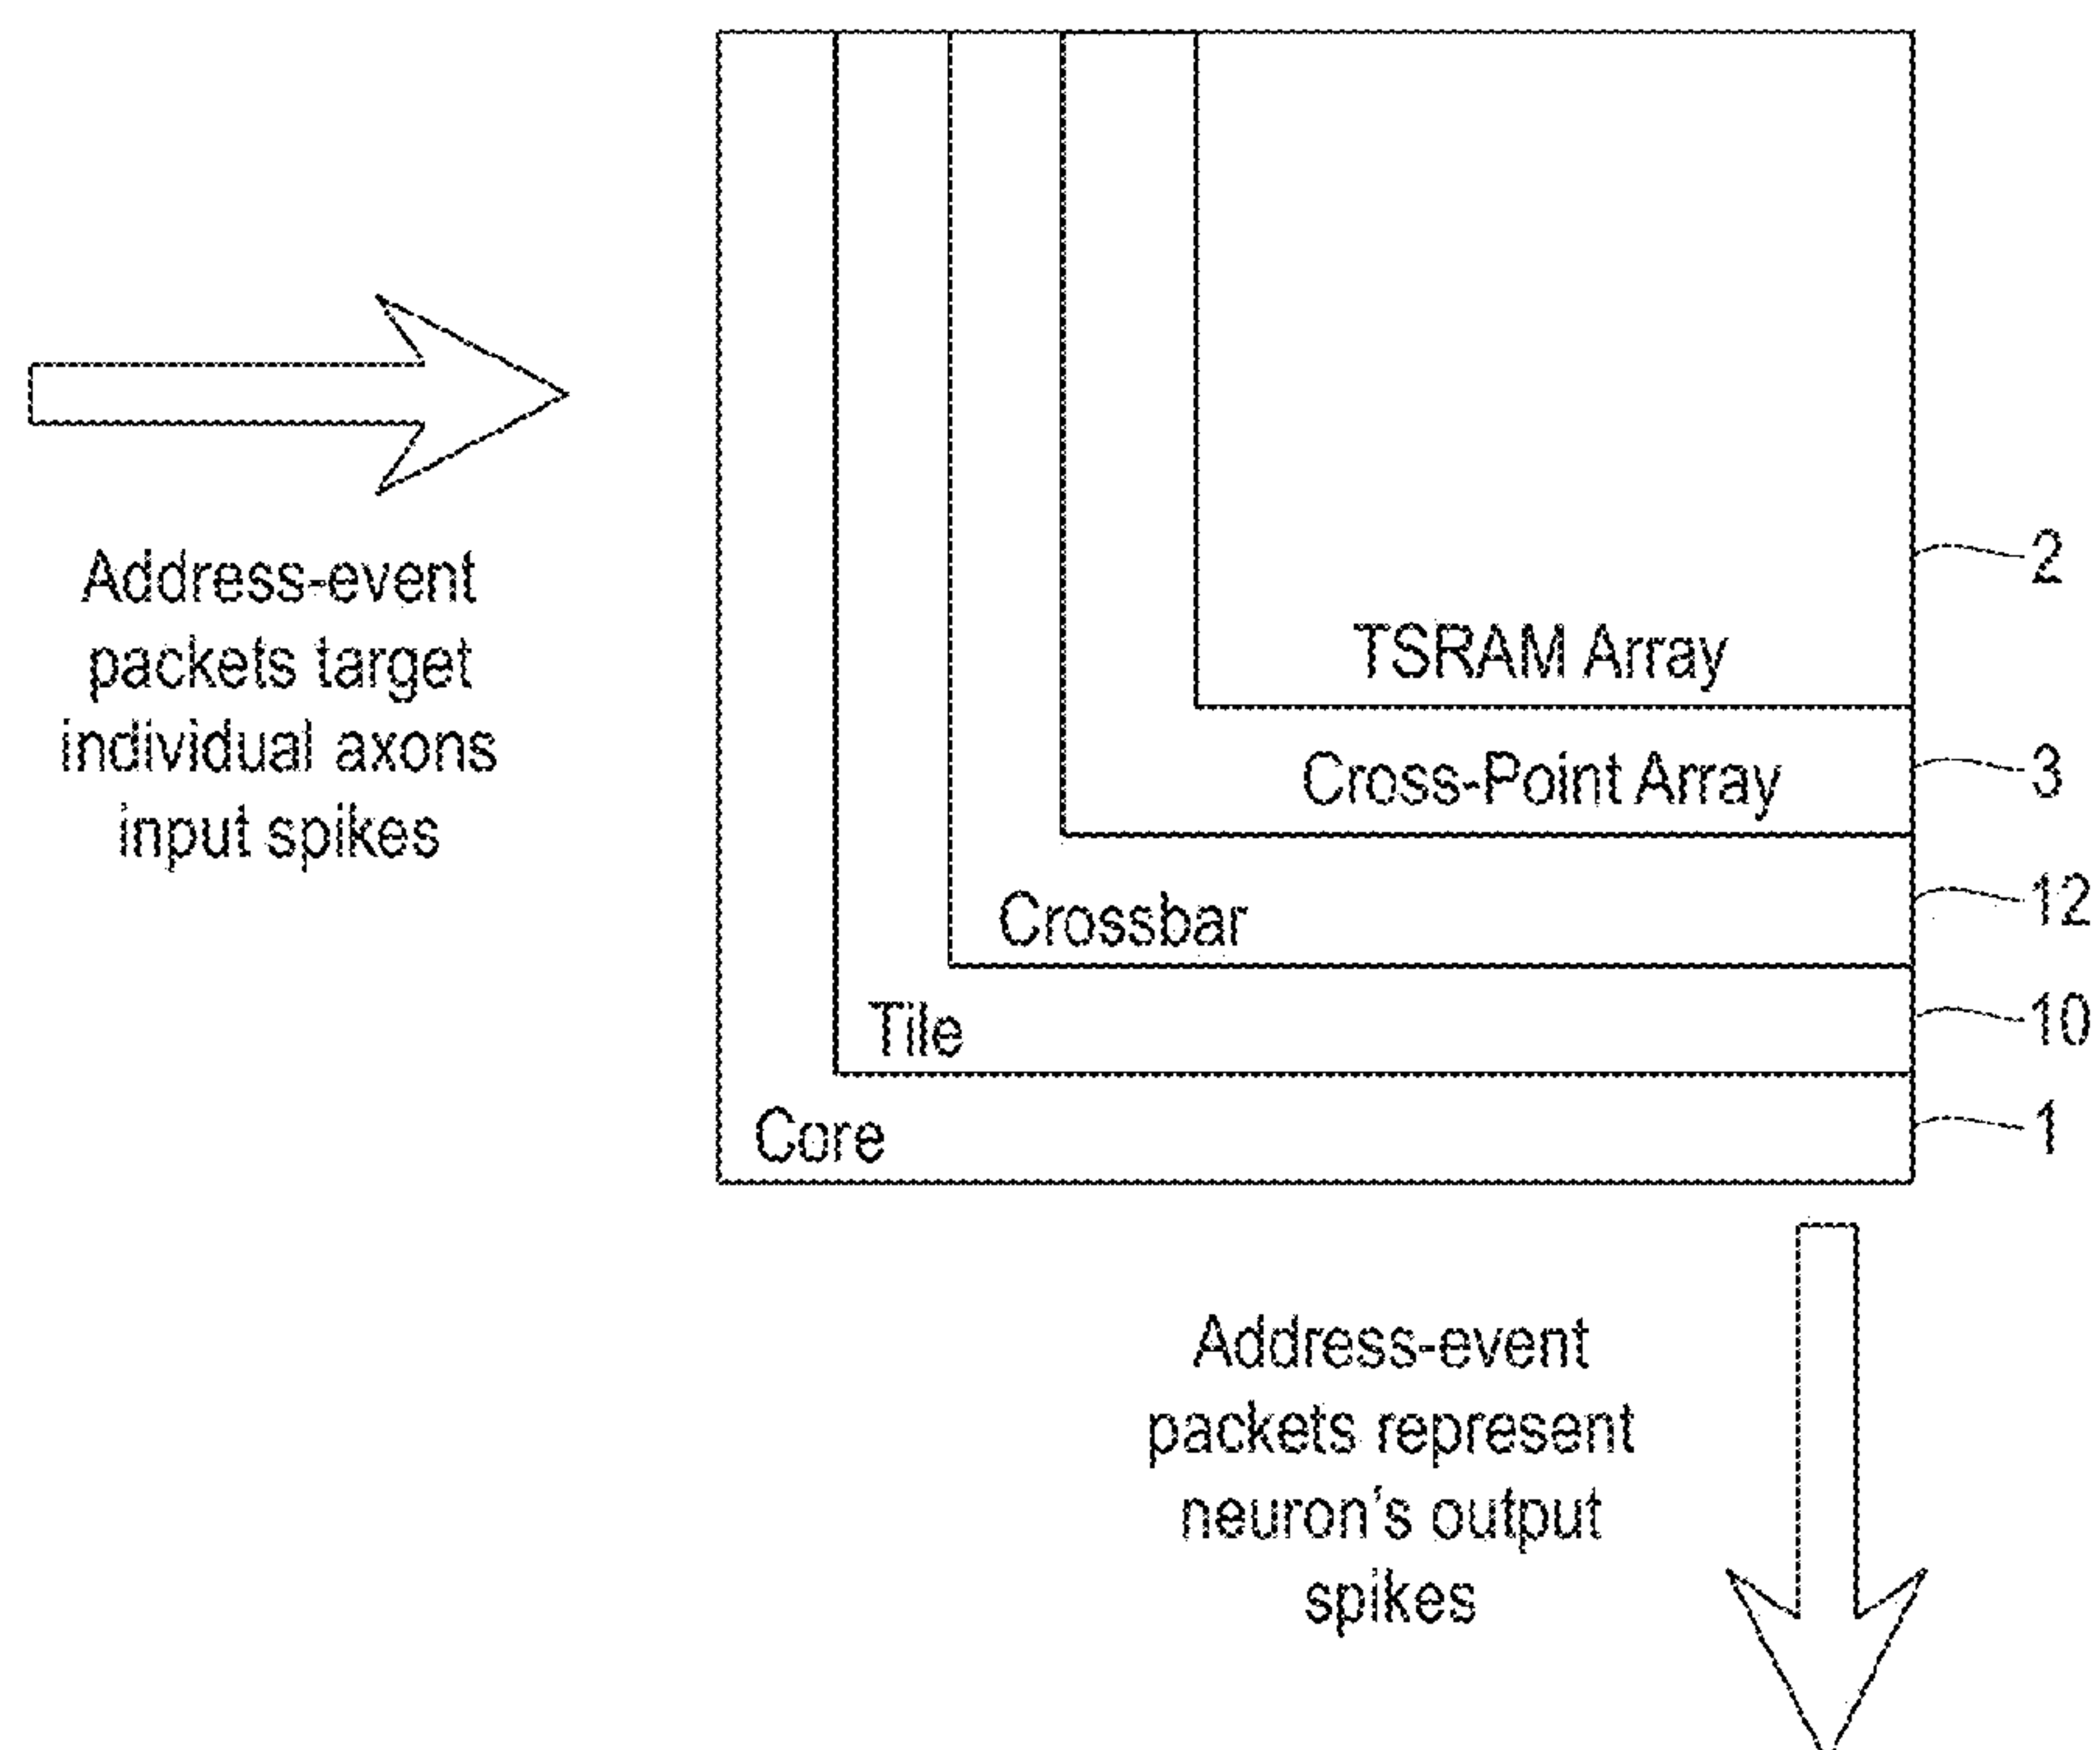 Address-event
packets target
individual axons
input spikes
TSRAM Array
2
Cross-Point Array
3
Crossbar
12
Tile
10
Core
1
Address-event
packets represent
neuron's output
spikes